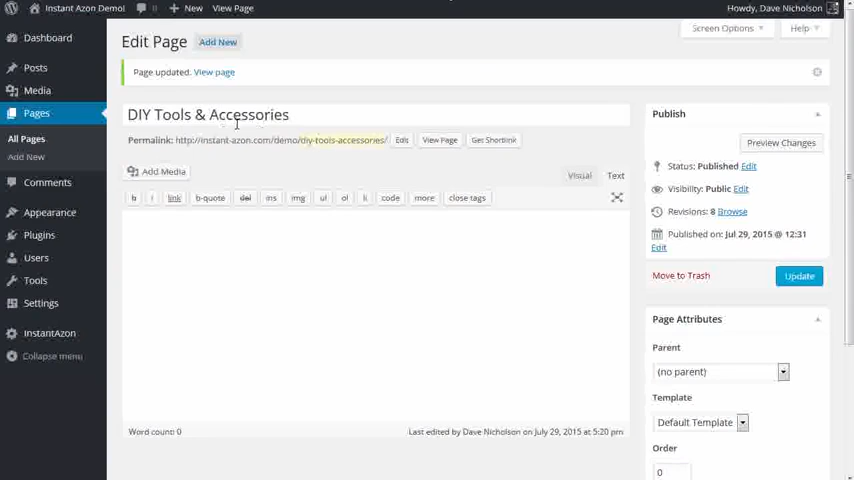 Instant Azon Demo! New Instant Azon Howdy, Dave Nicholson
Dashboard
Posts
Media
Pages
All Pages
Add New
Comments
Appearance
Plugins
Users
Tools
Settings
InstantAzon
Collapse menu
Edit Page Add New
Screen Options Help
Page updated. View page
DIY Tools & Accessories
Permalink: http://instant-azon.com/demo/diy-tools-accessories/ Edit View Page Get Shortlink
Add Media
Visual Text
b i link b-quote del ins img ul ol li code more close tags
Word count: 0
Last edited by Dave Nicholson on July 29, 2015 at 5:20 pm
Publish
Preview Changes
Status: Published Edit
Visibility: Public Edit
Revisions: 8 Browse
Published on: Jul 29, 2015 @ 12:31
Edit
Move to Trash Update
Page Attributes
Parent
(no parent)
Template
Default Template
Order
0